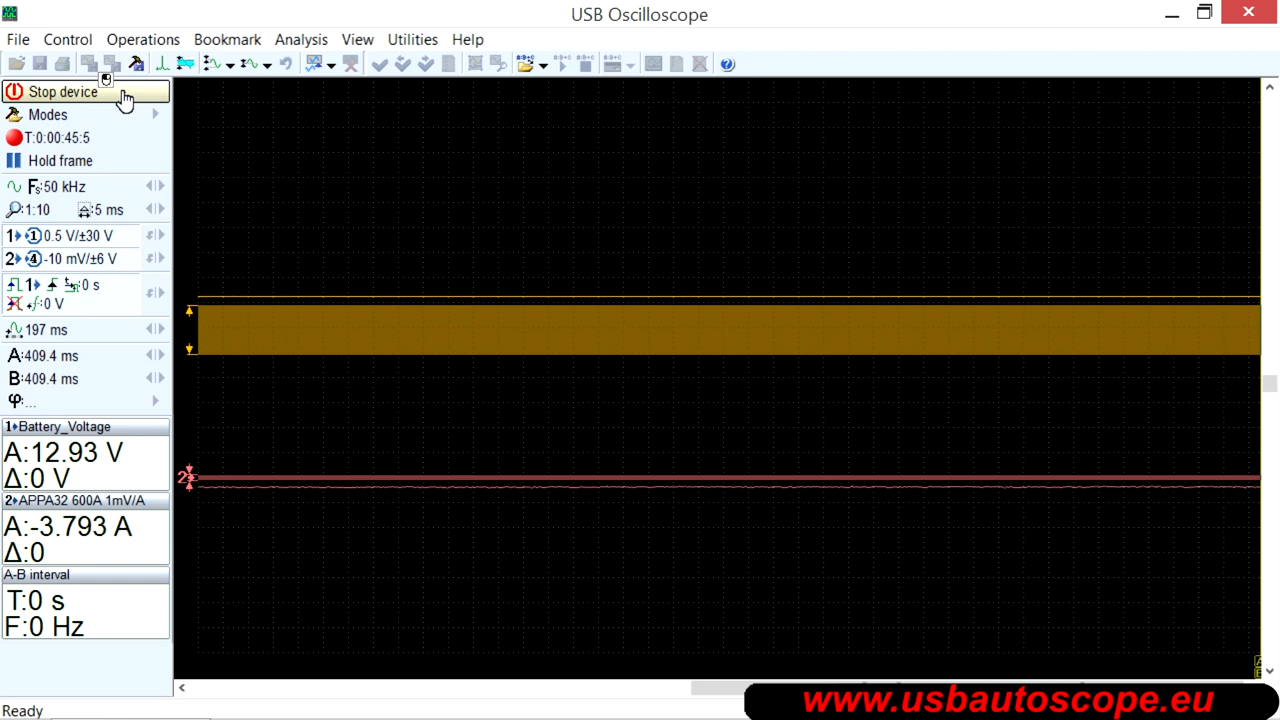 USB Oscilloscope
File Control Operations Bookmark Analysis View Utilities Help
Stop device
Modes
T:0:00:45:5
Hold frame
Fs:50 kHz
1:10 :5 ms
1 1 0.5 V/±30 V
2 4 -10 mV/±6 V
1 :0 s
:0 V
197 ms
A:409.4 ms
B:409.4 ms
φ:...
1 Battery_Voltage
A:12.93 V
Δ:0 V
2 APPA32 600A 1mV/A
A:-3.793 A
Δ:0
A-B interval
T:0 s
F:0 Hz
2
Ready
www.usbautoscope.eu